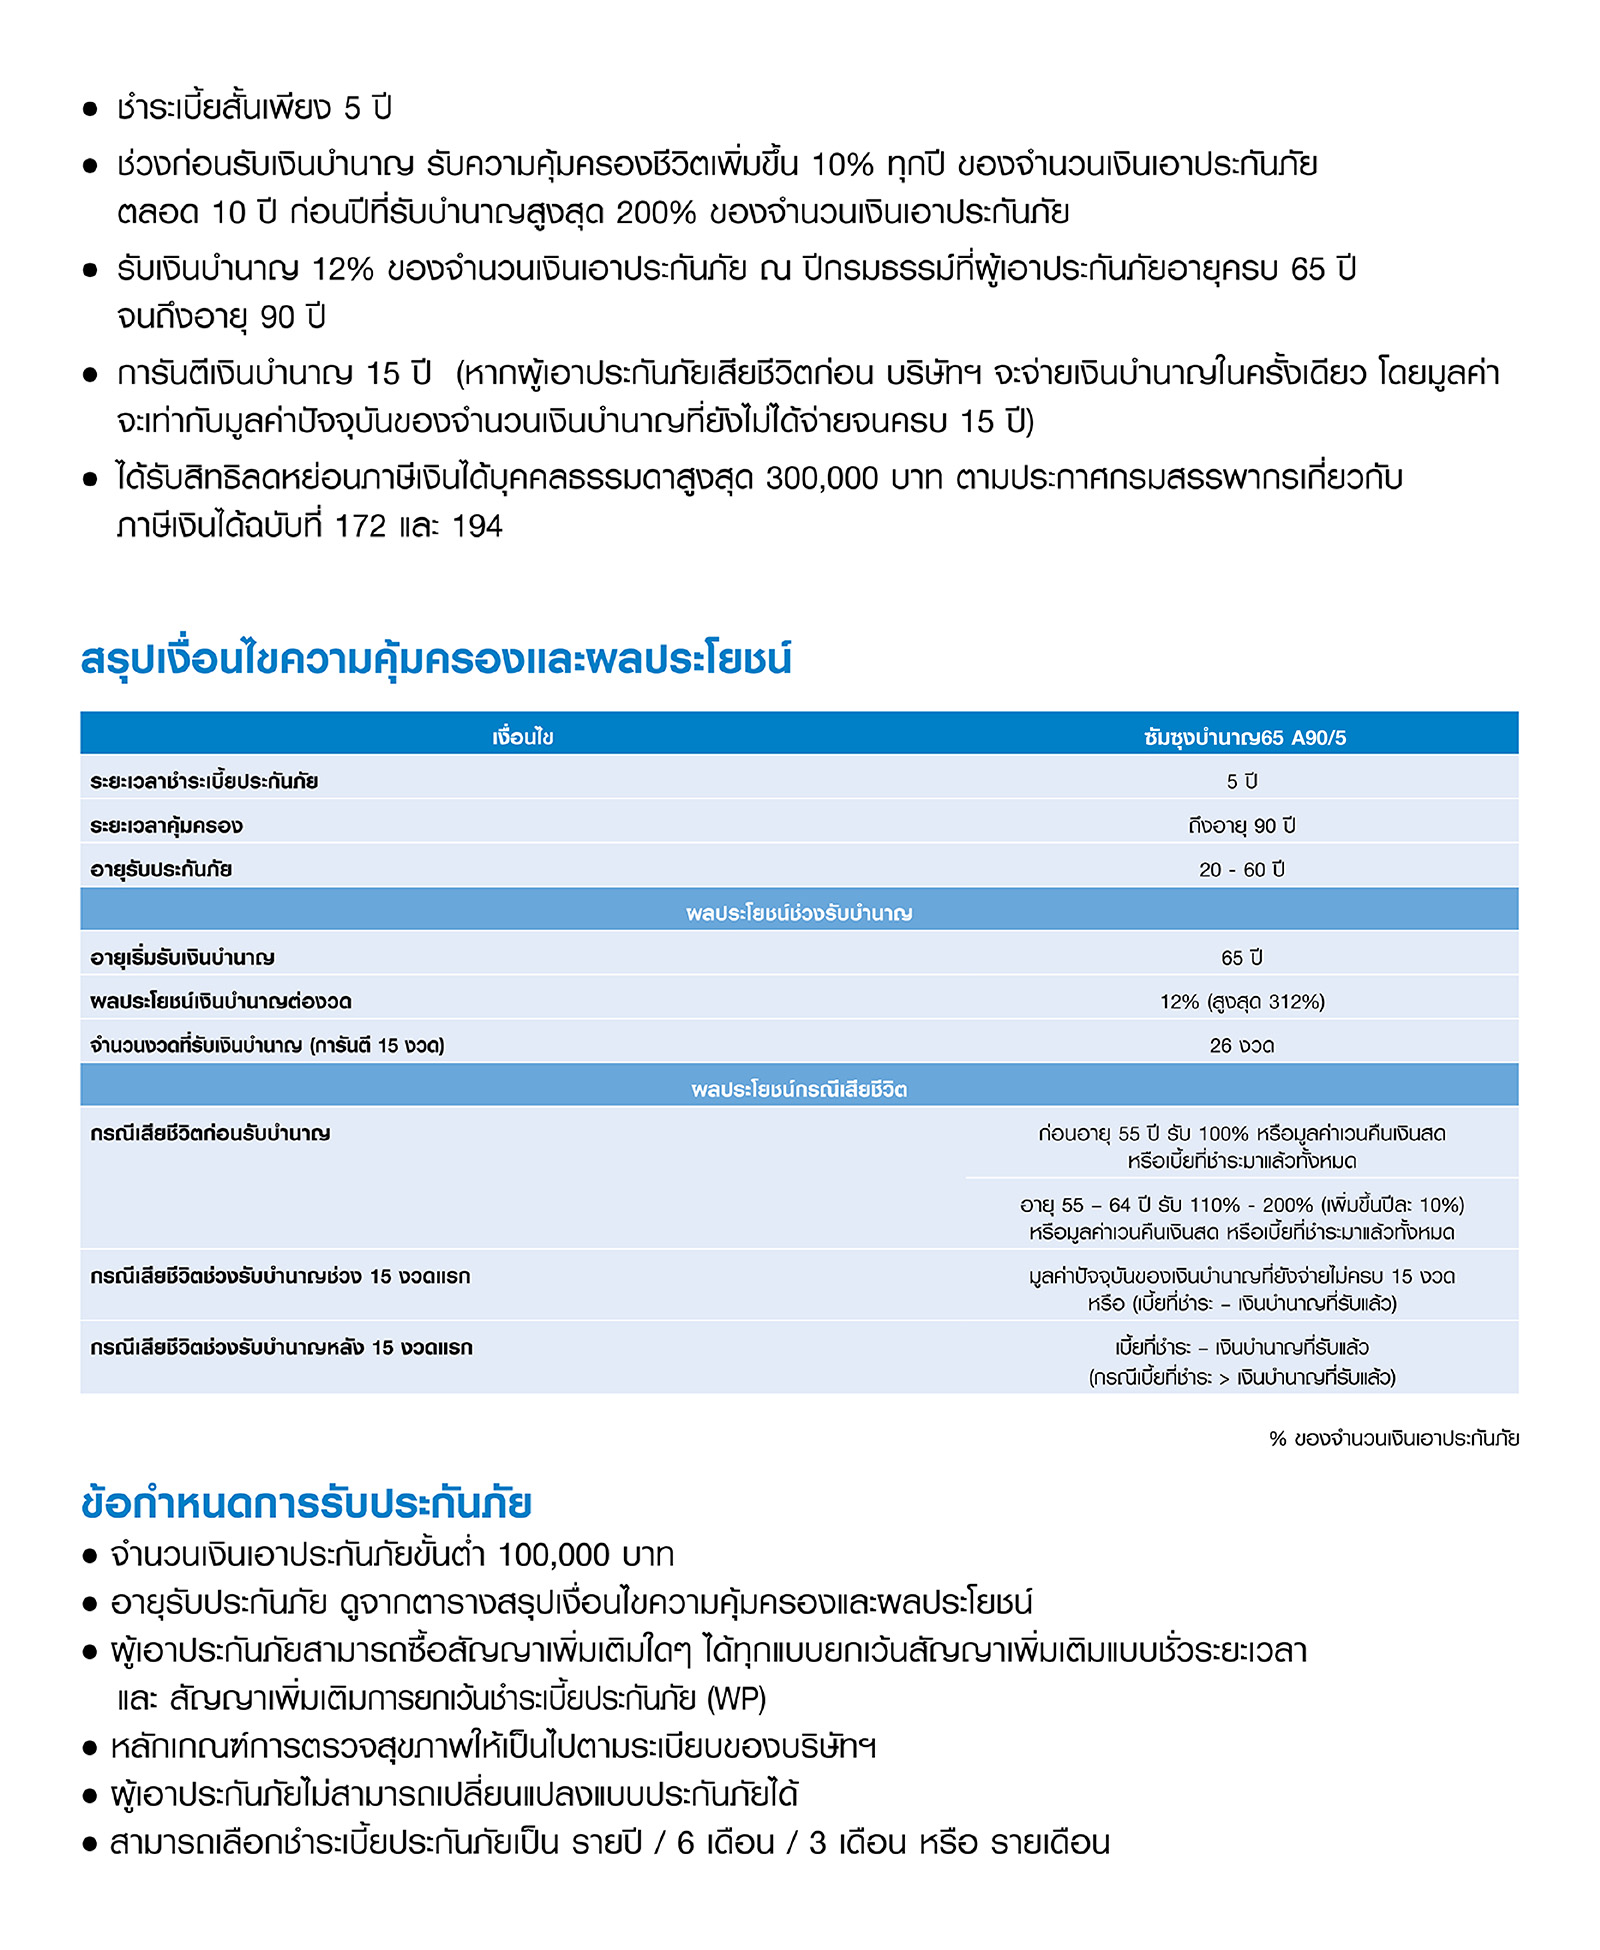 ● ชำระเบี้ยสั้นเพียง 5 ปี
● ช่วงก่อนรับเงินบำนาญ รับความคุ้มครองชีวิตเพิ่มขึ้น 10% ทุกปี ของจำนวนเงินเอาประกันภัย
ตลอด 10 ปี ก่อนปีที่รับบำนาญสูงสุด 200% ของจำนวนเงินเอาประกันภัย
● รับเงินบำนาญ 12% ของจำนวนเงินเอาประกันภัย ณ ปีกรมธรรม์ที่ผู้เอาประกันภัยอายุครบ 65 ปี
จนถึงอายุ 90 ปี
● การันตีเงินบำนาญ 15 ปี (หากผู้เอาประกันภัยเสียชีวิตก่อน บริษัทฯ จะจ่ายเงินบำนาญในครั้งเดียว โดยมูลค่า
จะเท่ากับมูลค่าปัจจุบันของจำนวนเงินบำนาญที่ยังไม่ได้จ่ายจนครบ 15 ปี)
● ได้รับสิทธิลดหย่อนภาษีเงินได้บุคคลธรรมดาสูงสุด 300,000 บาท ตามประกาศกรมสรรพากรเกี่ยวกับ
ภาษีเงินได้ฉบับที่ 172 และ 194
สรุปเงื่อนไขความคุ้มครองและผลประโยชน์
เงื่อนไข ซัมซุงบำนาญ65 A90/5
ระยะเวลาชำระเบี้ยประกันภัย 5 ปี
ระยะเวลาคุ้มครอง ถึงอายุ 90 ปี
อายุรับประกันภัย 20 - 60 ปี
ผลประโยชน์ช่วงรับบำนาญ
อายุเริ่มรับเงินบำนาญ 65 ปี
ผลประโยชน์เงินบำนาญต่องวด 12% (สูงสุด 312%)
จำนวนงวดที่รับเงินบำนาญ (การันตี 15 งวด) 26 งวด
ผลประโยชน์กรณีเสียชีวิต
กรณีเสียชีวิตก่อนรับบำนาญ ก่อนอายุ 55 ปี รับ 100% หรือมูลค่าเวนคืนเงินสด
หรือเบี้ยที่ชำระมาแล้วทั้งหมด
อายุ 55 – 64 ปี รับ 110% - 200% (เพิ่มขึ้นปีละ 10%)
หรือมูลค่าเวนคืนเงินสด หรือเบี้ยที่ชำระมาแล้วทั้งหมด
กรณีเสียชีวิตช่วงรับบำนาญช่วง 15 งวดแรก มูลค่าปัจจุบันของเงินบำนาญที่ยังจ่ายไม่ครบ 15 งวด
หรือ (เบี้ยที่ชำระ – เงินบำนาญที่รับแล้ว)
กรณีเสียชีวิตช่วงรับบำนาญหลัง 15 งวดแรก เบี้ยที่ชำระ – เงินบำนาญที่รับแล้ว
(กรณีเบี้ยที่ชำระ > เงินบำนาญที่รับแล้ว)
% ของจำนวนเงินเอาประกันภัย
ข้อกำหนดการรับประกันภัย
● จำนวนเงินเอาประกันภัยขั้นต่ำ 100,000 บาท
● อายุรับประกันภัย ดูจากตารางสรุปเงื่อนไขความคุ้มครองและผลประโยชน์
● ผู้เอาประกันภัยสามารถซื้อสัญญาเพิ่มเติมใดๆ ได้ทุกแบบยกเว้นสัญญาเพิ่มเติมแบบชั่วระยะเวลา
และ สัญญาเพิ่มเติมการยกเว้นชำระเบี้ยประกันภัย (WP)
● หลักเกณฑ์การตรวจสุขภาพให้เป็นไปตามระเบียบของบริษัทฯ
● ผู้เอาประกันภัยไม่สามารถเปลี่ยนแปลงแบบประกันภัยได้
● สามารถเลือกชำระเบี้ยประกันภัยเป็น รายปี / 6 เดือน / 3 เดือน หรือ รายเดือน